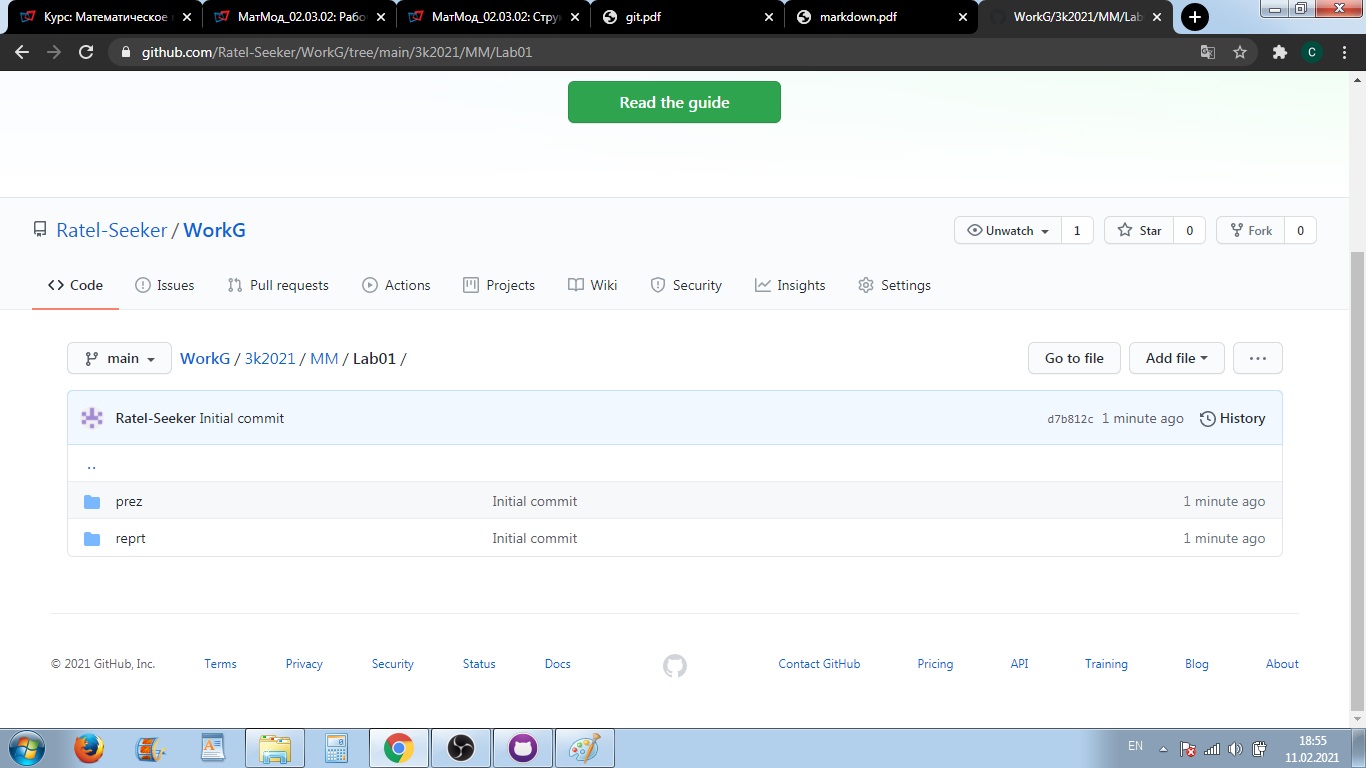 Курс: Математическое
МатМод_02.03.02: Рабо
МатМод_02.03.02: Стру
git.pdf
markdown.pdf
WorkG/3k2021/MM/Lab
github.com/Ratel-Seeker/WorkG/tree/main/3k2021/MM/Lab01
C
Read the guide
Ratel-Seeker / WorkG
Unwatch 1 Star 0 Fork 0
Code Issues Pull requests Actions Projects Wiki Security Insights Settings
main WorkG / 3k2021 / MM / Lab01 / Go to file Add file ...
Ratel-Seeker Initial commit d7b812c 1 minute ago History
..
prez Initial commit 1 minute ago
reprt Initial commit 1 minute ago
© 2021 GitHub, Inc. Terms Privacy Security Status Docs Contact GitHub Pricing API Training Blog About
EN 18:55
11.02.2021